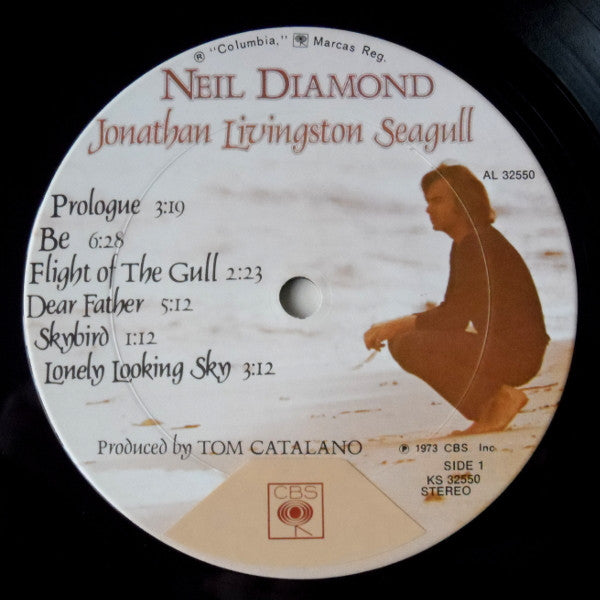 ® "Columbia," Marcas Reg.
NEIL DIAMOND
Jonathan Livingston Seagull
AL 32550
Prologue 3:19
Be 6:28
Flight of The Gull 2:23
Dear Father 5:12
Skybird 1:12
Lonely Looking Sky 3:12
Produced by TOM CATALANO
℗ 1973 CBS Inc.
SIDE 1
KS 32550
STEREO
CBS